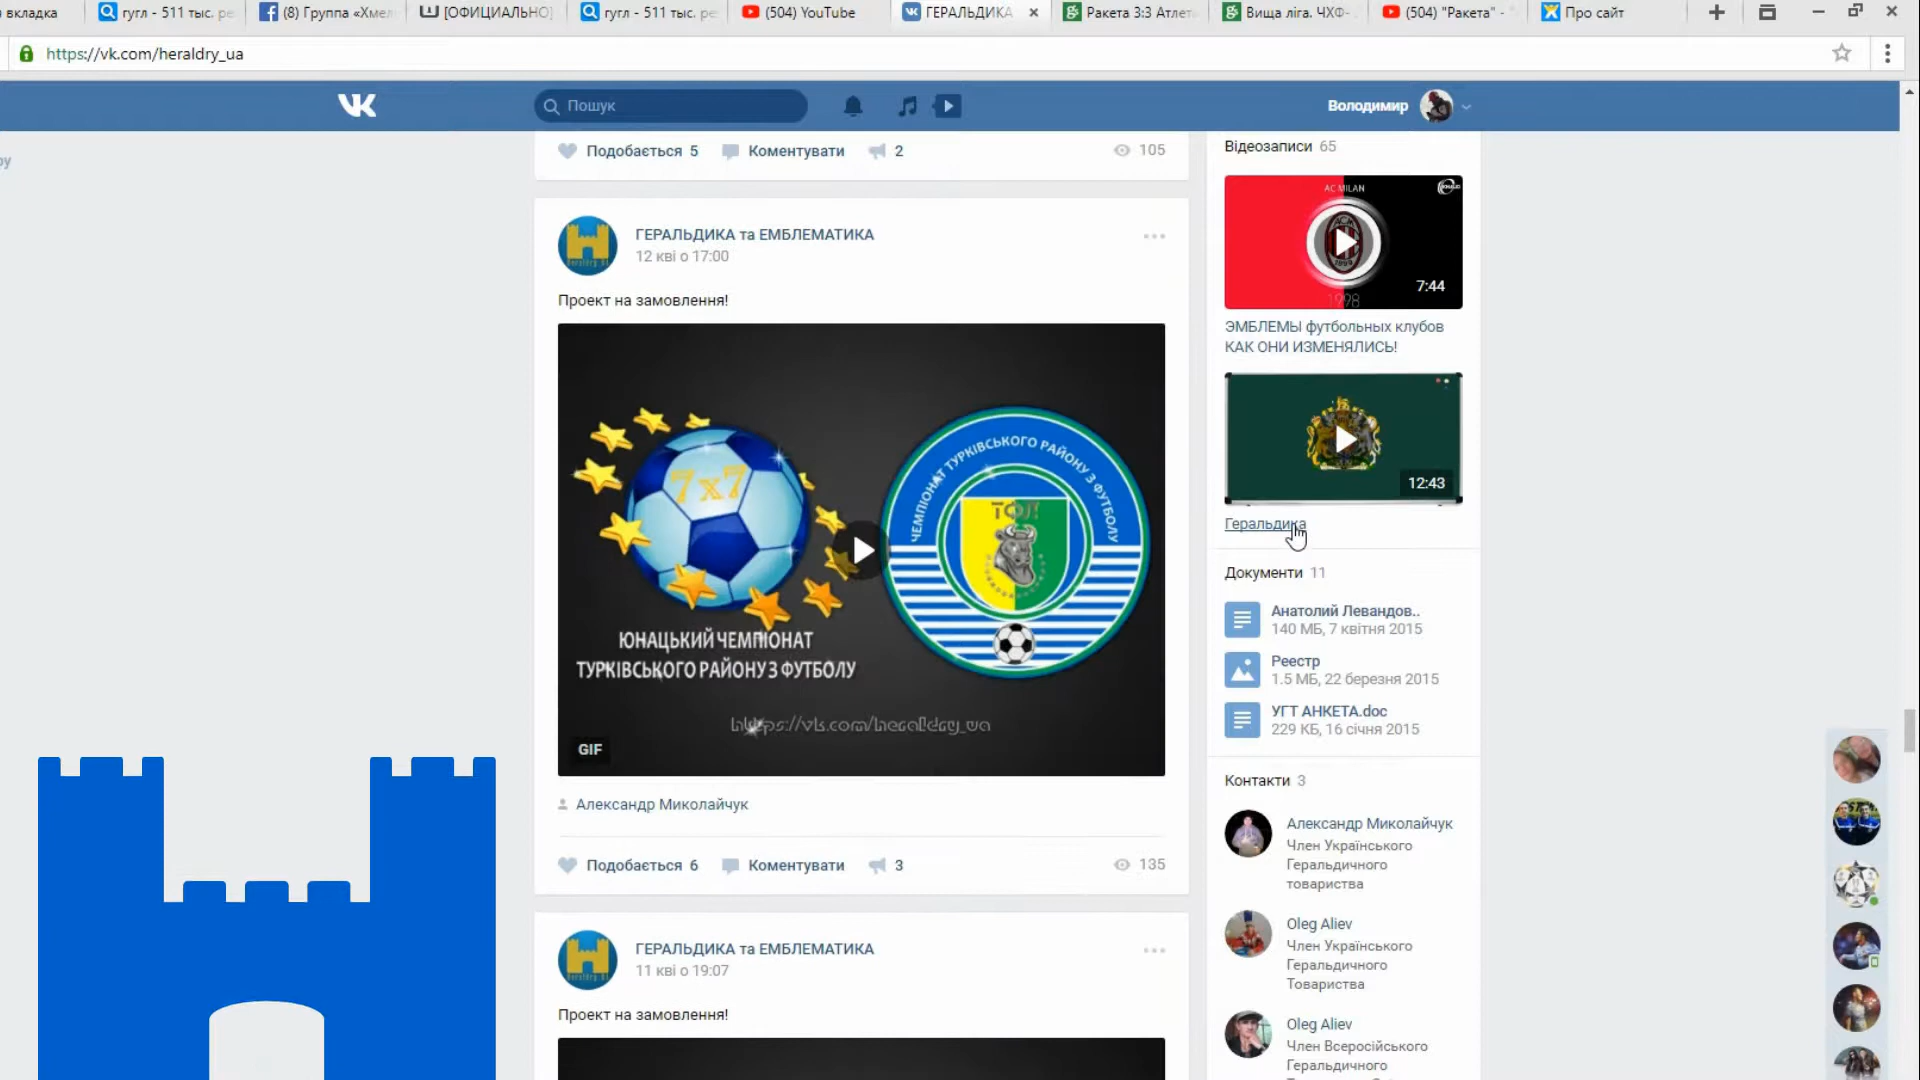 вкладка
гугл - 511 тыс. ре
(8) Группа «Хмел
[ОФИЦИАЛЬНО]
гугл - 511 тыс. ре
(504) YouTube
ГЕРАЛЬДИКА
Ракета 3:3 Атлет
Вища ліга. ЧХФ-
(504) "Ракета" -
Про сайт
https://vk.com/heraldry_ua
Пошук
Володимир
Подобається 5
Коментувати
2
105
ГЕРАЛЬДИКА та ЕМБЛЕМАТИКА
12 кві о 17:00
Проект на замовлення!
7x7
ЮНАЦЬКИЙ ЧЕМПІОНАТ
ТУРКІВСЬКОГО РАЙОНУ З ФУТБОЛУ
ЧЕМПІОНАТ ТУРКІВСЬКОГО РАЙОНУ З ФУТБОЛУ
https://vk.com/heraldry_ua
GIF
Александр Миколайчук
Подобається 6
Коментувати
3
135
ГЕРАЛЬДИКА та ЕМБЛЕМАТИКА
11 кві о 19:07
Проект на замовлення!
Відеозаписи 65
AC MILAN
1899
1998
7:44
ЭМБЛЕМЫ футбольных клубов
КАК ОНИ ИЗМЕНЯЛИСЬ!
12:43
Геральдика
Документи 11
Анатолий Левандов..
140 МБ, 7 квітня 2015
Реестр
1.5 МБ, 22 березня 2015
УГТ АНКЕТА.doc
229 КБ, 16 січня 2015
Контакти 3
Александр Миколайчук
Член Українського
Геральдичного
товариства
Oleg Aliev
Член Українського
Геральдичного
Товариства
Oleg Aliev
Член Всеросійського
Геральдичного